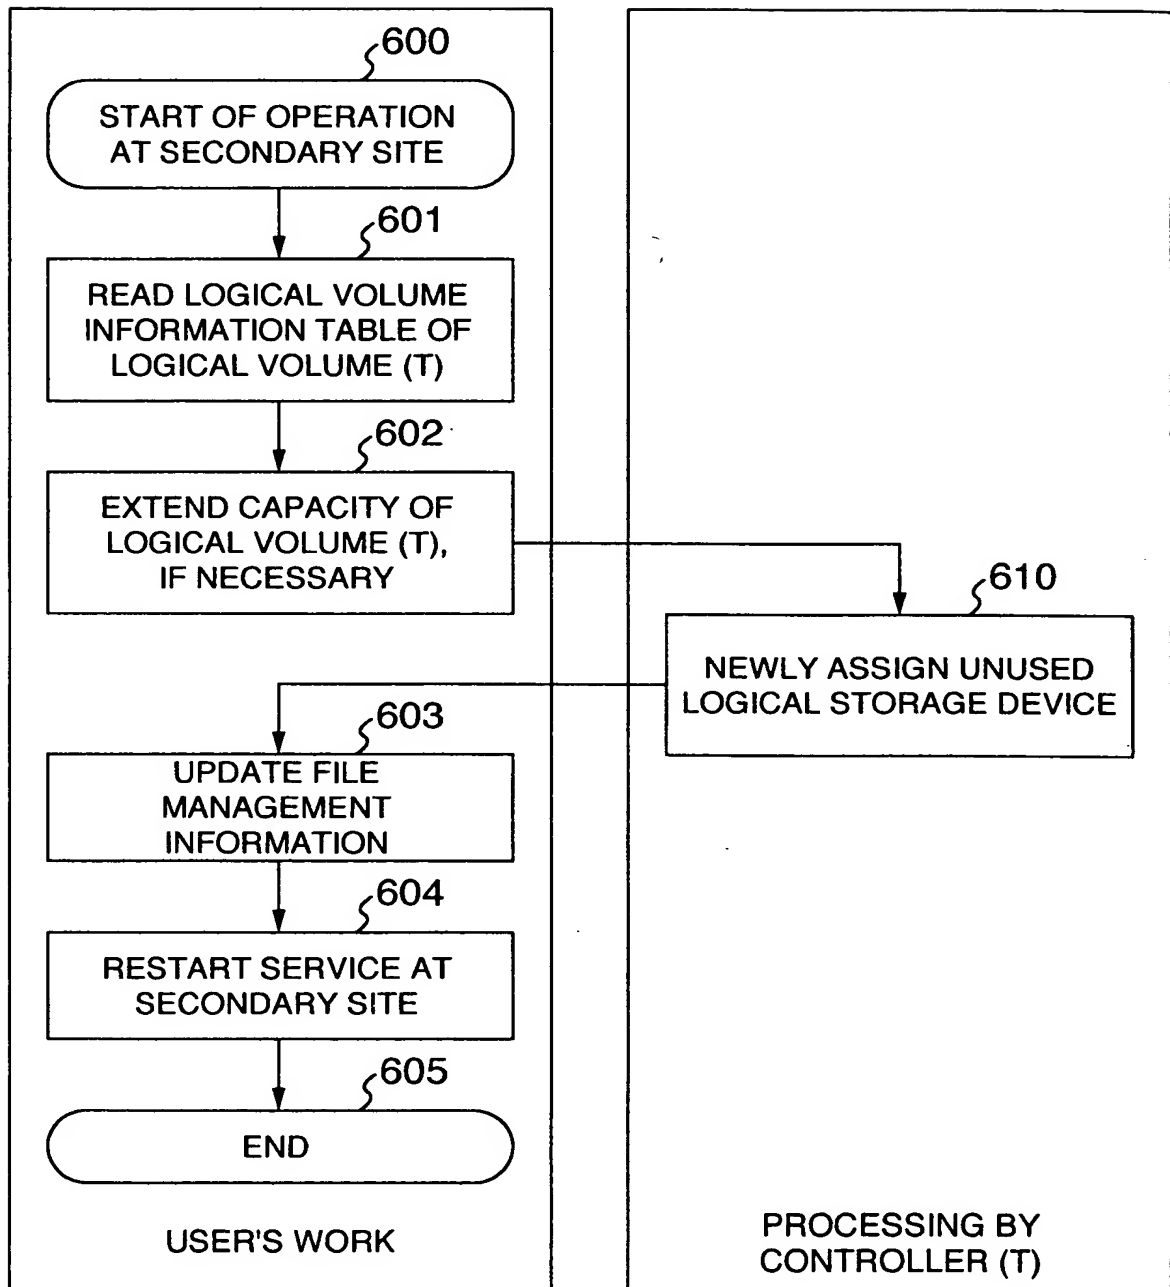 600
START OF OPERATION
AT SECONDARY SITE
601
READ LOGICAL VOLUME
INFORMATION TABLE OF
LOGICAL VOLUME (T)
602
EXTEND CAPACITY OF
LOGICAL VOLUME (T),
IF NECESSARY
610
NEWLY ASSIGN UNUSED
LOGICAL STORAGE DEVICE
603
UPDATE FILE
MANAGEMENT
INFORMATION
604
RESTART SERVICE AT
SECONDARY SITE
605
END
USER'S WORK
PROCESSING BY
CONTROLLER (T)